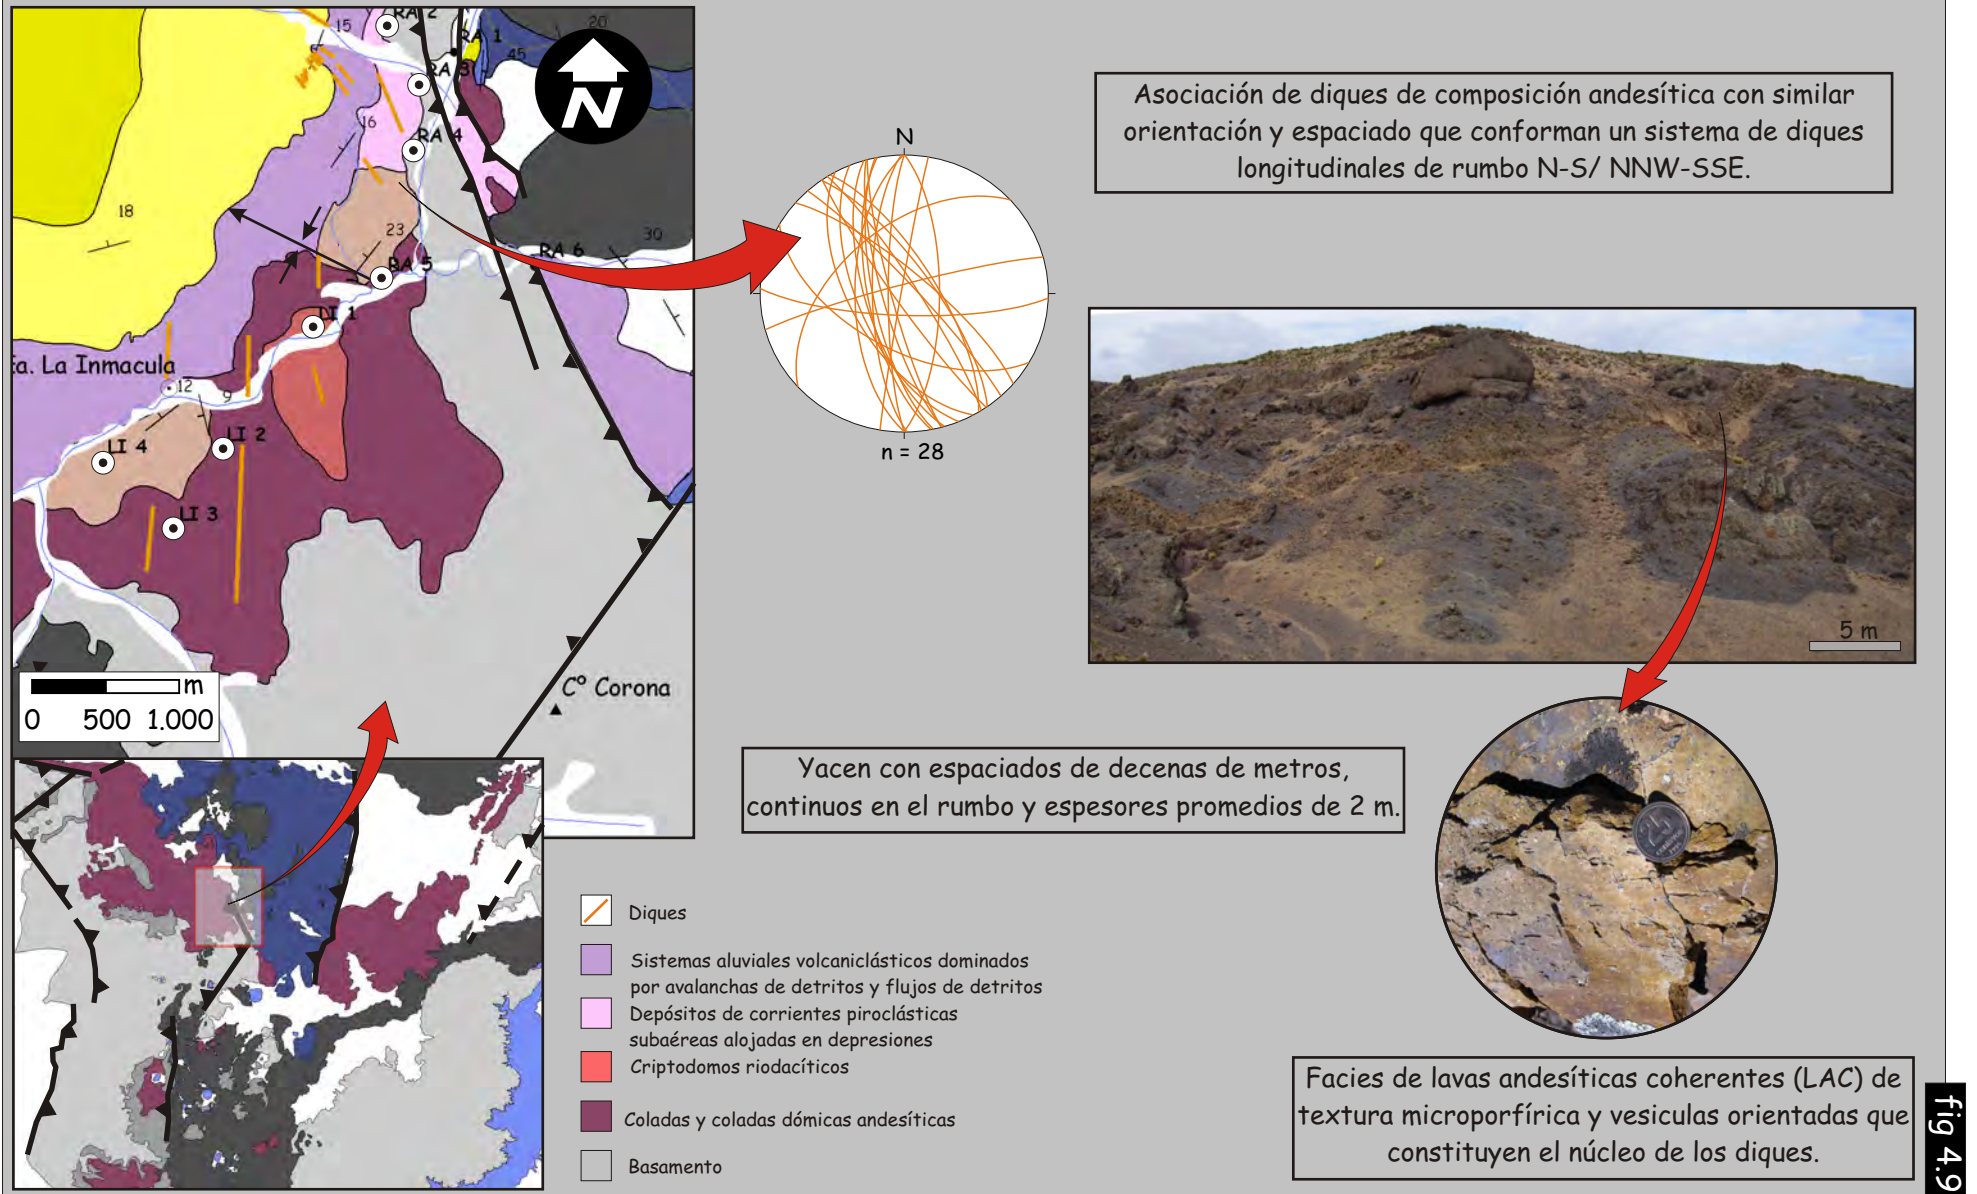 RA 2
15
20
RA 1
45
RA 3
N
16
RA 4
18
23
30
RA 6
RA 5
LI 1
Ea. La Inmacula
12
9
LI 2
LI 4
LI 3
m
0 500 1.000
Cº Corona
N
n = 28
Asociación de diques de composición andesítica con similar
orientación y espaciado que conforman un sistema de diques
longitudinales de rumbo N-S/ NNW-SSE.
5 m
Yacen con espaciados de decenas de metros,
continuos en el rumbo y espesores promedios de 2 m.
Diques
Sistemas aluviales volcaniclásticos dominados
por avalanchas de detritos y flujos de detritos
Depósitos de corrientes piroclásticas
subaéreas alojadas en depresiones
Criptodomos riodacíticos
Coladas y coladas dómicas andesíticas
Basamento
25
Facies de lavas andesíticas coherentes (LAC) de
textura microporfírica y vesiculas orientadas que
constituyen el núcleo de los diques.
fig 4.9